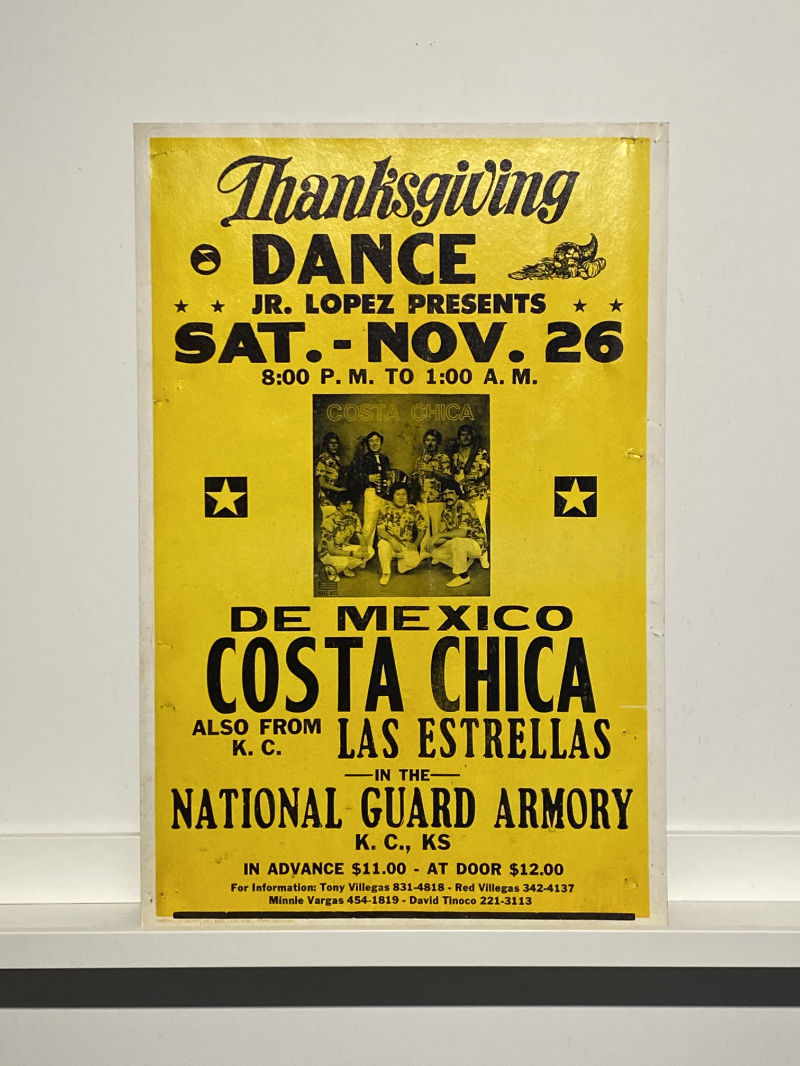 Thanksgiving
DANCE
JR. LOPEZ PRESENTS
SAT. - NOV. 26
8:00 P. M. TO 1:00 A. M.
COSTA CHICA
DE MEXICO
COSTA CHICA
ALSO FROM
K. C.
LAS ESTRELLAS
IN THE
NATIONAL GUARD ARMORY
K. C., KS
IN ADVANCE $11.00 - AT DOOR $12.00
For Information: Tony Villegas 831-4818 - Red Villegas 342-4137
Minnie Vargas 454-1819 - David Tinoco 221-3113